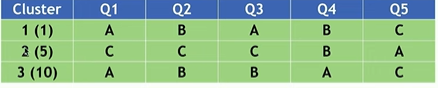 Cluster Q1 Q2 Q3 Q4 Q5
1 (1) A B A B C
2 (5) C C C B A
3 (10) A B B A C